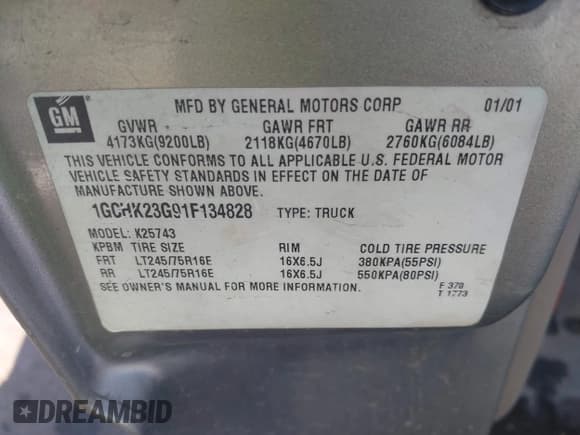 GM
MFD BY GENERAL MOTORS CORP 01/01
GVWR GAWR FRT GAWR RR
4173KG(9200LB) 2118KG(4670LB) 2760KG(6084LB)
THIS VEHICLE CONFORMS TO ALL APPLICABLE U.S. FEDERAL MOTOR
VEHICLE SAFETY STANDARDS IN EFFECT ON THE DATE OF
MANUFACTURE SHOWN ABOVE.
1GCHK23G91F134828 TYPE: TRUCK
MODEL: K25743
KPBM TIRE SIZE RIM COLD TIRE PRESSURE
FRT LT245/75R16E 16X6.5J 380KPA(55PSI)
RR LT245/75R16E 16X6.5J 550KPA(80PSI)
SEE OWNER'S MANUAL FOR MORE INFORMATION.
F 370
T 1773
DREAMBID